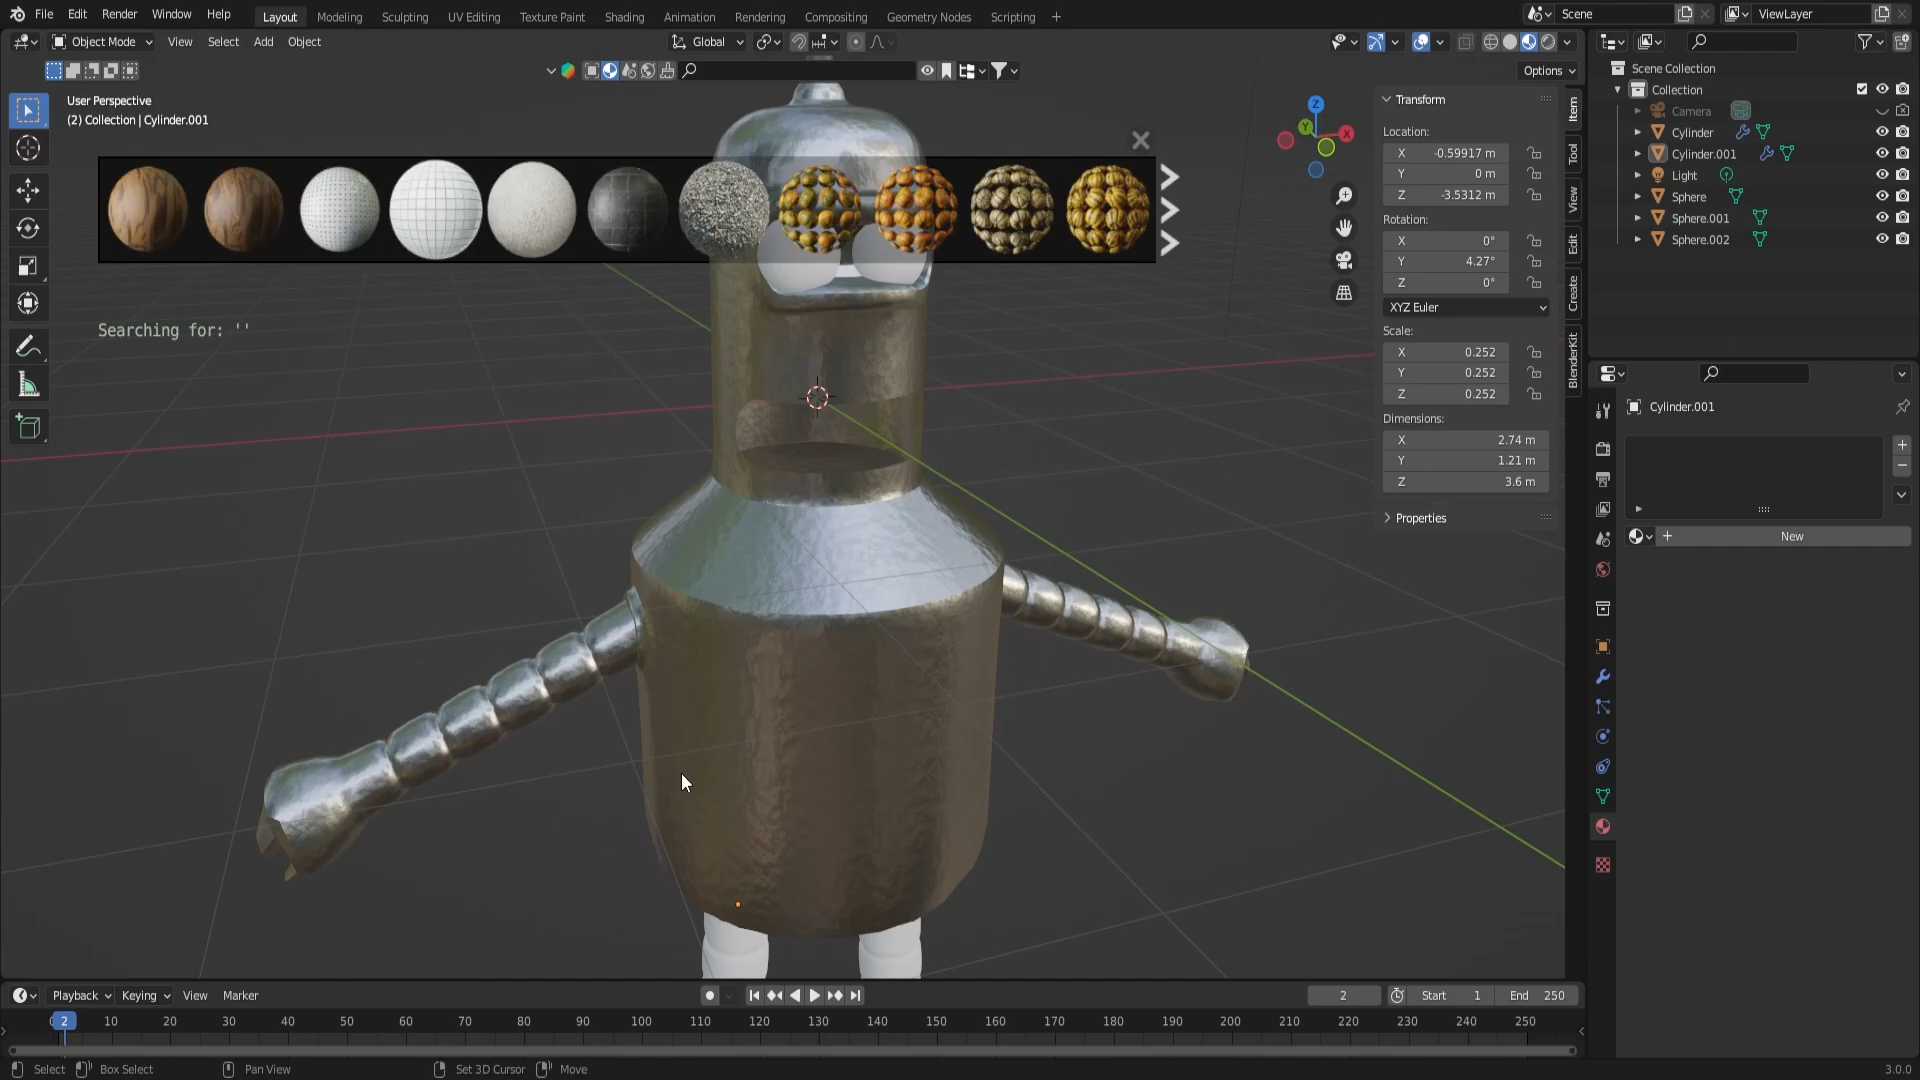 File Edit Render Window Help Layout Modeling Sculpting UV Editing Texture Paint Shading Animation Rendering Compositing Geometry Nodes Scripting + Scene ViewLayer
Object Mode View Select Add Object Global
Options
User Perspective
(2) Collection | Cylinder.001
Searching for: ''
Z
Y
X
Transform
Location:
X -0.59917 m
Y 0 m
Z -3.5312 m
Rotation:
X 0°
Y 4.27°
Z 0°
XYZ Euler
Scale:
X 0.252
Y 0.252
Z 0.252
Dimensions:
X 2.74 m
Y 1.21 m
Z 3.6 m
Properties
Item
Tool
View
Edit
Create
BlenderKit
Scene Collection
Collection
Camera
Cylinder
Cylinder.001
Light
Sphere
Sphere.001
Sphere.002
Cylinder.001
New
Playback Keying View Marker 2 Start 1 End 250
2 10 20 30 40 50 60 70 80 90 100 110 120 130 140 150 160 170 180 190 200 210 220 230 240 250
Select Box Select Pan View Set 3D Cursor Move 3.0.0